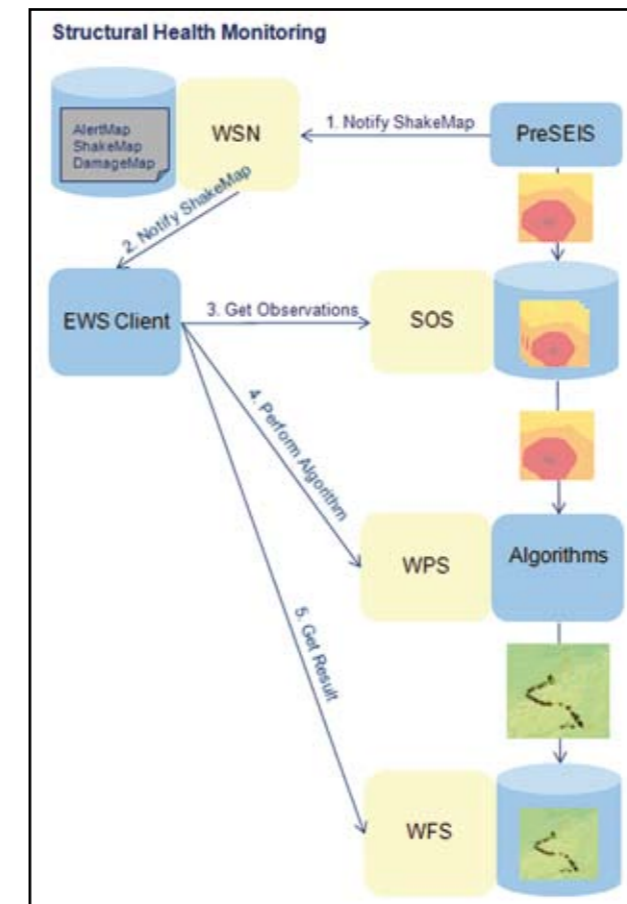 Structural Health Monitoring
AlertMap
ShakeMap
DamageMap
WSN
1. Notify ShakeMap
PreSEIS
2. Notify ShakeMap
EWS Client
3. Get Observations
SOS
4. Perform Algorithm
WPS
Algorithms
5. Get Result
WFS